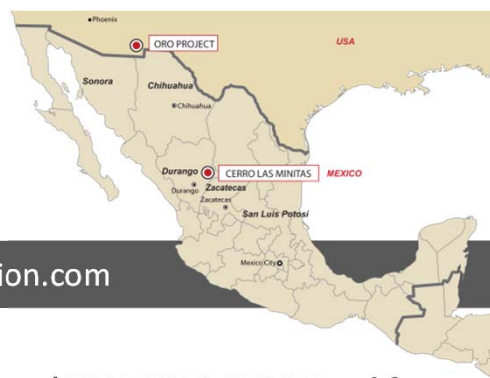 Phoenix
ORO PROJECT
USA
Sonora
Chihuahua
Chihuahua
Durango
CERRO LAS MINITAS
MEXICO
Durango
Zacatecas
Zacatecas
San Luis Potosi
Mexico City
ion.com